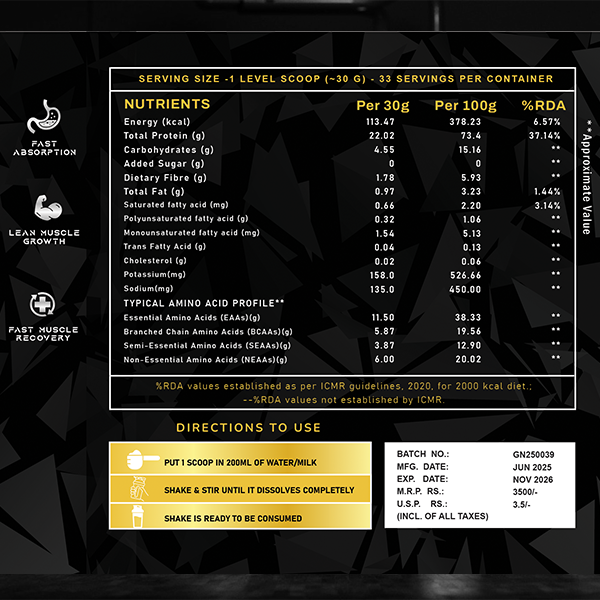 SERVING SIZE -1 LEVEL SCOOP (~30 G) - 33 SERVINGS PER CONTAINER
NUTRIENTS Per 30g Per 100g %RDA
Energy (kcal) 113.47 378.23 6.57%
Total Protein (g) 22.02 73.4 37.14%
Carbohydrates (g) 4.55 15.16 **
Added Sugar (g) 0 0 **
Dietary Fibre (g) 1.78 5.93 **
Total Fat (g) 0.97 3.23 1.44%
Saturated fatty acid (mg) 0.66 2.20 3.14%
Polyunsaturated fatty acid (mg) 0.32 1.06 **
Monounsaturated fatty acid (mg) 1.54 5.13 **
Trans Fatty Acid (g) 0.04 0.13 **
Cholesterol (g) 0.02 0.06 **
Potassium(mg) 158.0 526.66 **
Sodium(mg) 135.0 450.00 **
TYPICAL AMINO ACID PROFILE**
Essential Amino Acids (EAAs)(g) 11.50 38.33 **
Branched Chain Amino Acids (BCAAs)(g) 5.87 19.56 **
Semi-Essential Amino Acids (SEAAs)(g) 3.87 12.90 **
Non-Essential Amino Acids (NEAAs)(g) 6.00 20.02 **
%RDA values established as per ICMR guidelines, 2020, for 2000 kcal diet.;
--%RDA values not established by ICMR.
**Approximate Value
FAST
ABSORPTION
LEAN MUSCLE
GROWTH
FAST MUSCLE
RECOVERY
DIRECTIONS TO USE
PUT 1 SCOOP IN 200ML OF WATER/MILK
SHAKE & STIR UNTIL IT DISSOLVES COMPLETELY
SHAKE IS READY TO BE CONSUMED
BATCH NO.: GN250039
MFG. DATE: JUN 2025
EXP. DATE: NOV 2026
M.R.P. RS.: 3500/-
U.S.P. RS.: 3.5/-
(INCL. OF ALL TAXES)